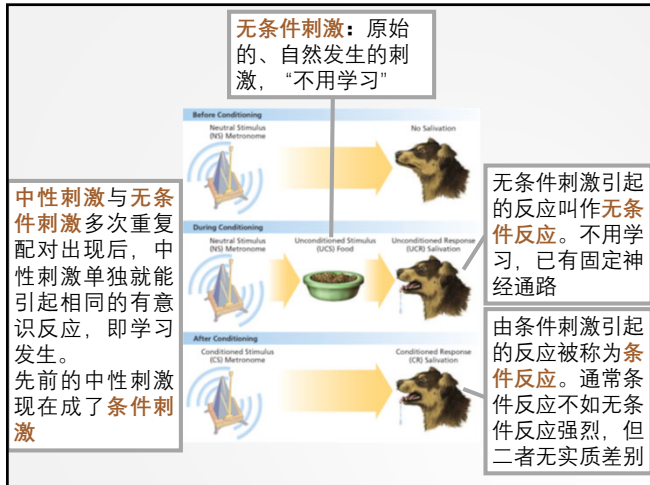 无条件刺激：原始
的、自然发生的刺
激，“不用学习”
Before Conditioning
Neutral Stimulus
(NS) Metronome
No Salivation
中性刺激与无条
件刺激多次重复
配对出现后，中
性刺激单独就能
引起相同的有意
识反应，即学习
发生。
先前的中性刺激
现在成了条件刺
激
During Conditioning
Neutral Stimulus
(NS) Metronome
Unconditioned Stimulus
(UCS) Food
Unconditioned Response
(UCR) Salivation
After Conditioning
Conditioned Stimulus
(CS) Metronome
Conditioned Response
(CR) Salivation
无条件刺激引起
的反应叫作无条
件反应。不用学
习，已有固定神
经通路
由条件刺激引起
的反应被称为条
件反应。通常条
件反应不如无条
件反应强烈，但
二者无实质差别